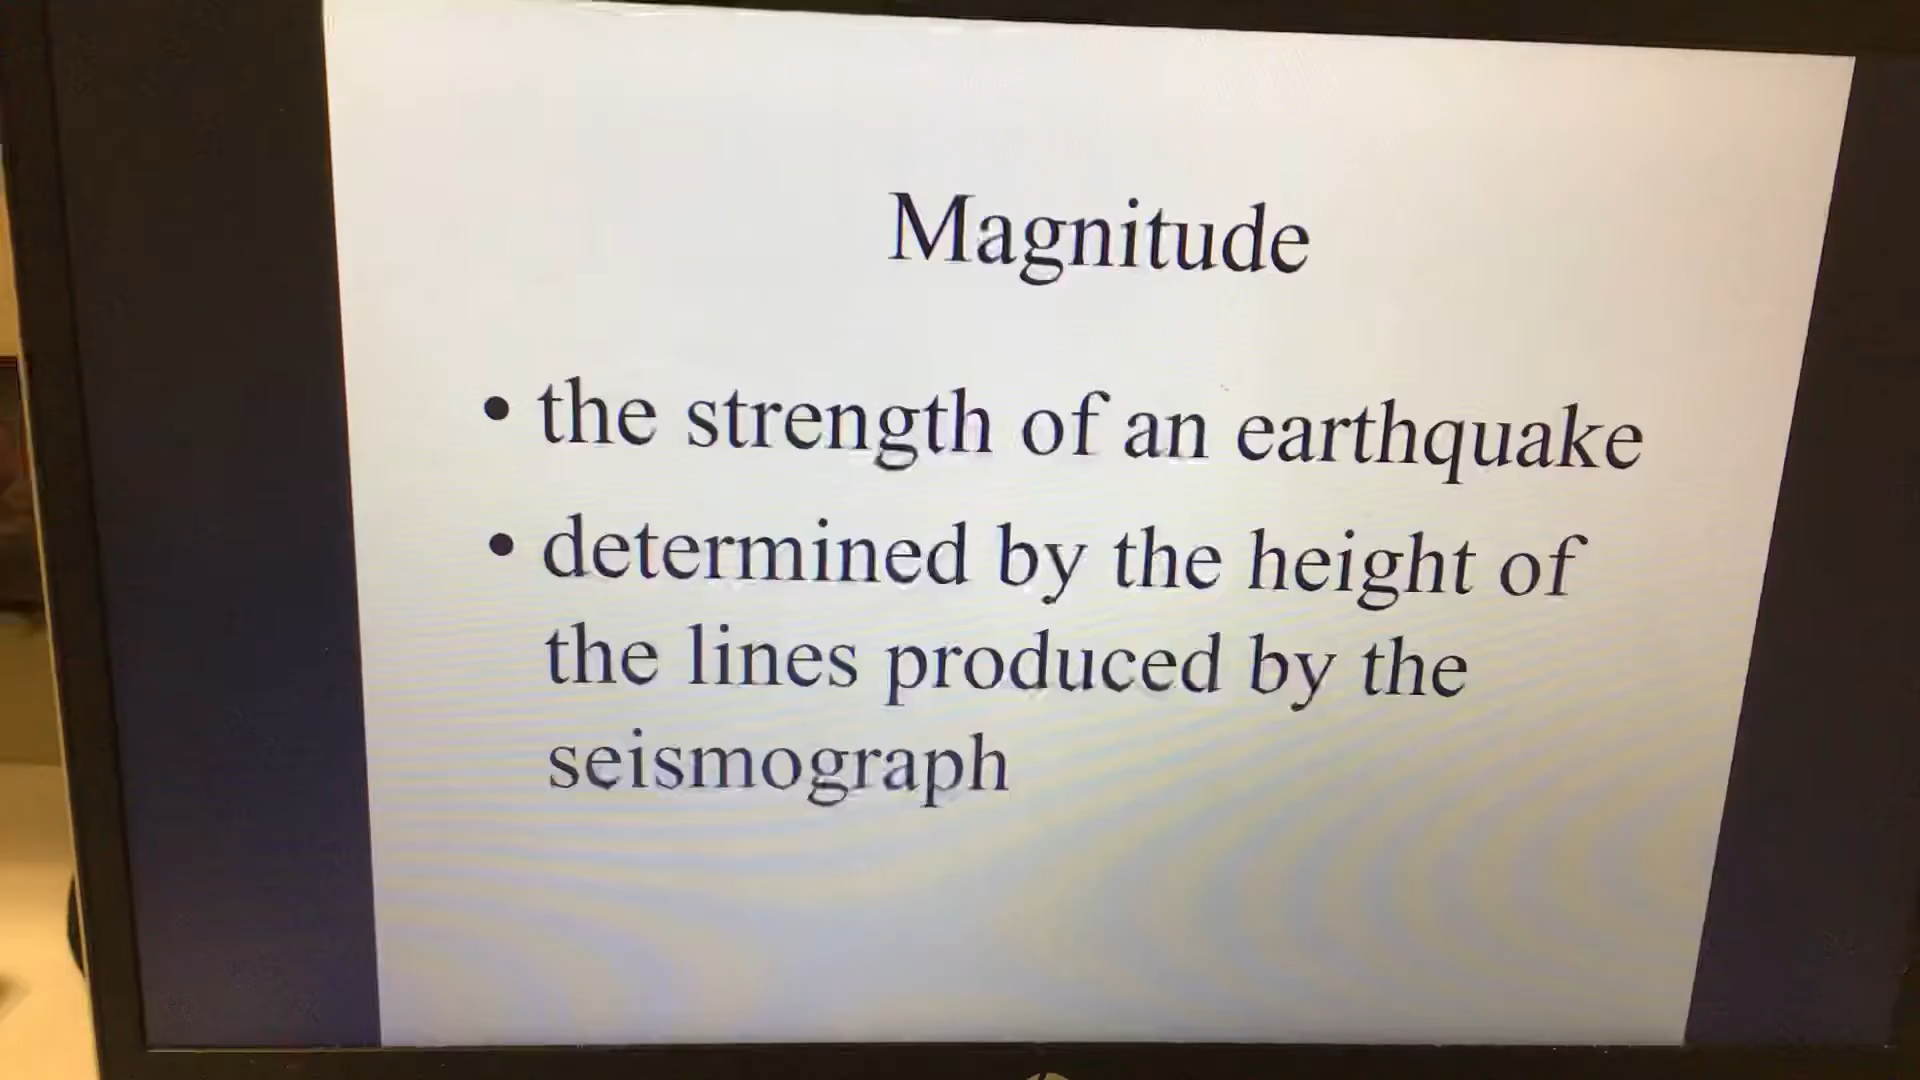 Magnitude
• the strength of an earthquake
• determined by the height of
the lines produced by the
seismograph